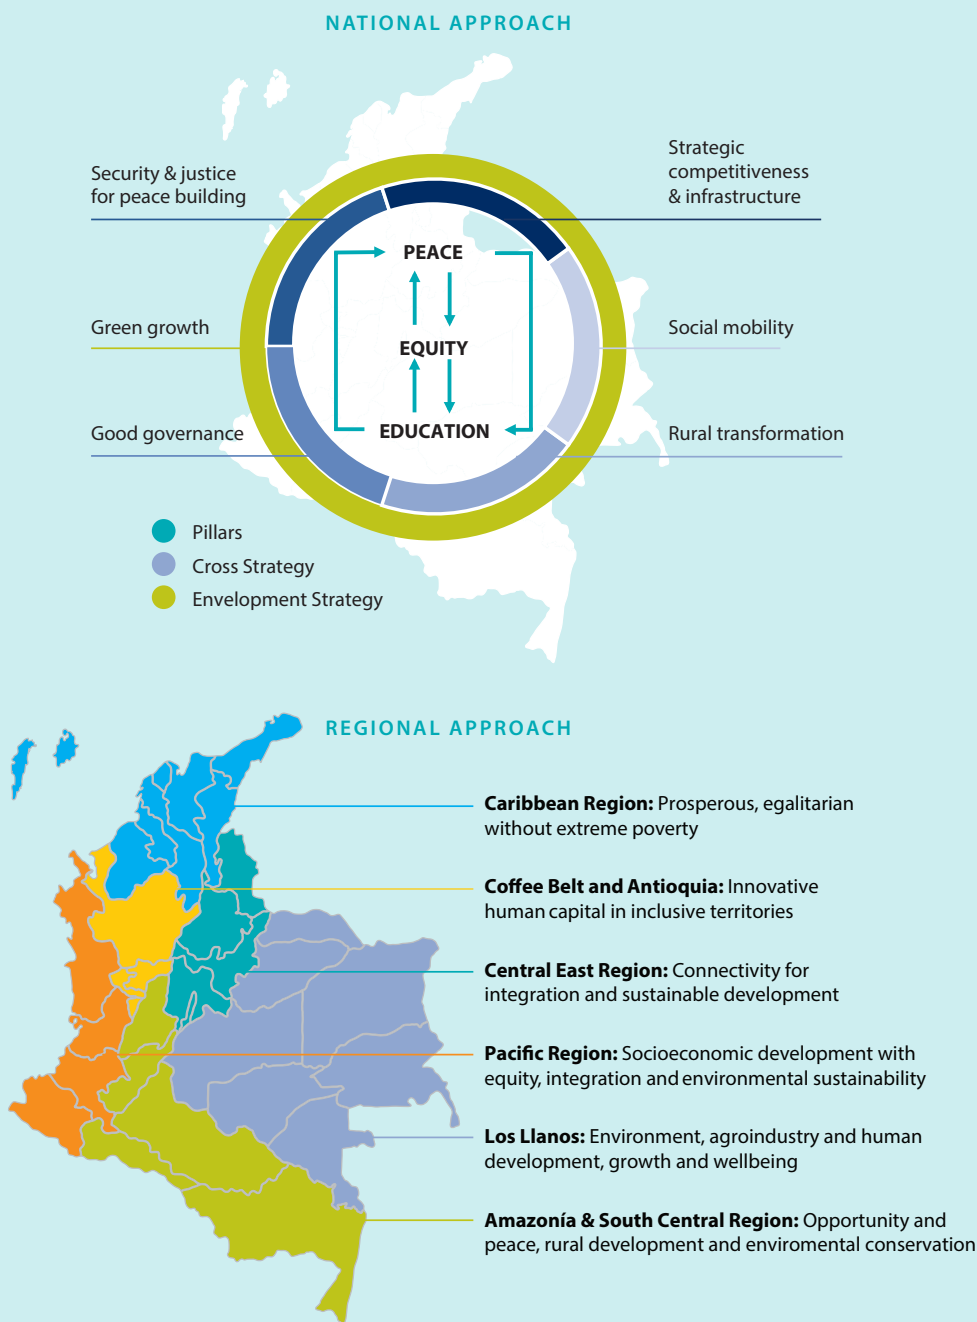 NATIONAL APPROACH
Security & justice
for peace building
Strategic
competitiveness
& infrastructure
PEACE
Green growth
EQUITY
Social mobility
Good governance
EDUCATION
Rural transformation
Pillars
Cross Strategy
Envelopment Strategy
REGIONAL APPROACH
Caribbean Region: Prosperous, egalitarian
without extreme poverty
Coffee Belt and Antioquia: Innovative
human capital in inclusive territories
Central East Region: Connectivity for
integration and sustainable development
Pacific Region: Socioeconomic development with
equity, integration and environmental sustainability
Los Llanos: Environment, agroindustry and human
development, growth and wellbeing
Amazonía & South Central Region: Opportunity and
peace, rural development and enviromental conservation